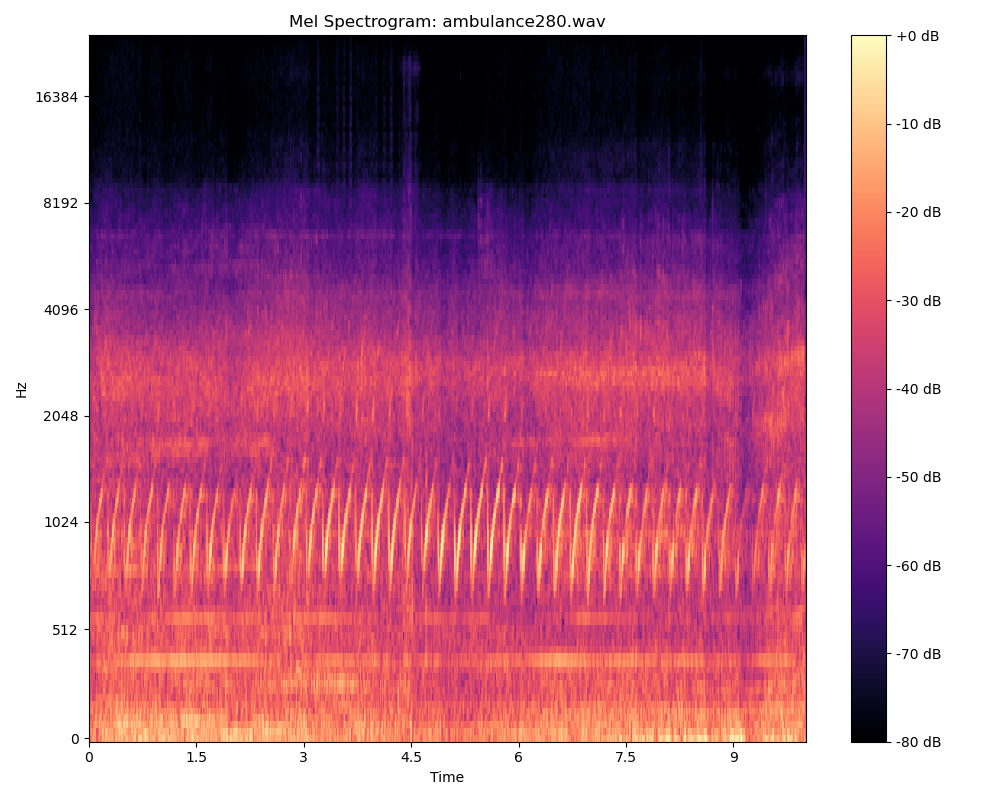 Mel Spectrogram: ambulance280.wav
Hz
16384
8192
4096
2048
1024
512
0
0
1.5
3
4.5
6
7.5
9
Time
+0 dB
-10 dB
-20 dB
-30 dB
-40 dB
-50 dB
-60 dB
-70 dB
-80 dB